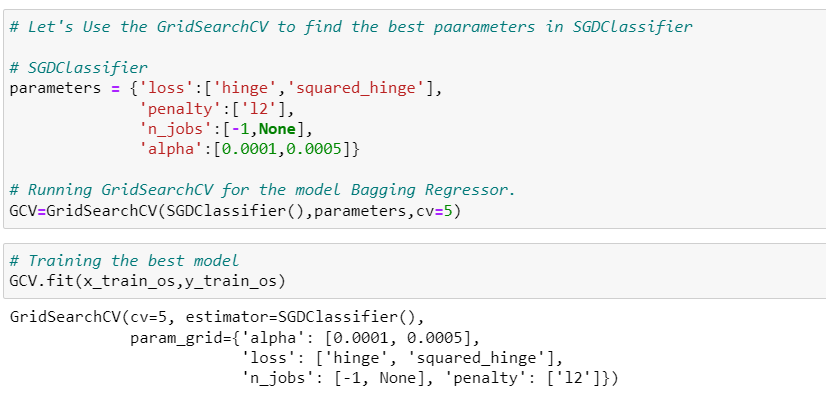 # Let's Use the GridSearchCV to find the best paarameters in SGDClassifier
# SGDClassifier
parameters = {'loss':['hinge','squared_hinge'],
'penalty':['l2'],
'n_jobs':[-1,None],
'alpha':[0.0001,0.0005]}
# Running GridSearchCV for the model Bagging Regressor.
GCV=GridSearchCV(SGDClassifier(),parameters,cv=5)
# Training the best model
GCV.fit(x_train_os,y_train_os)
GridSearchCV(cv=5, estimator=SGDClassifier(),
param_grid={'alpha': [0.0001, 0.0005],
'loss': ['hinge', 'squared_hinge'],
'n_jobs': [-1, None], 'penalty': ['l2']})